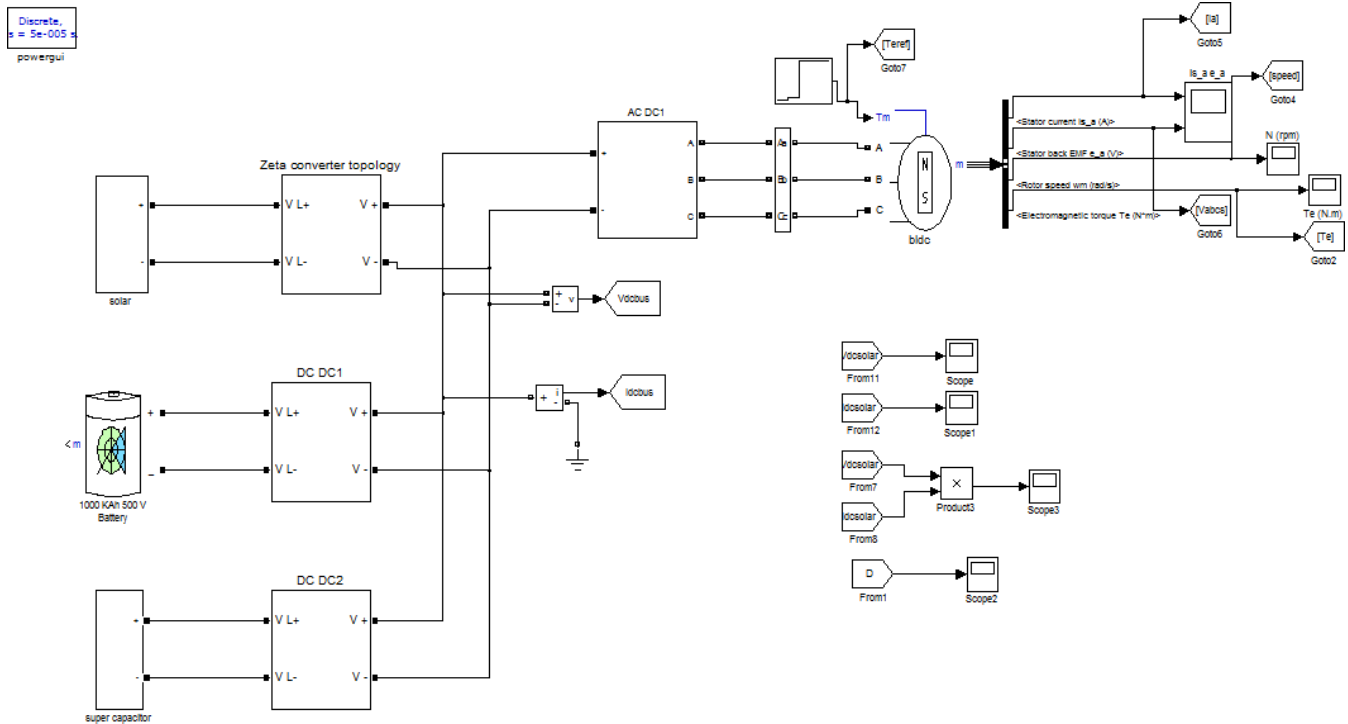 Discrete,
s = 5e-005 s.
powergui
[Teref]
Goto7
[Ia]
Goto5
Is_a e_a
[speed]
Goto4
<Stator current is_a (A)>
N (rpm)
<Stator back EMF e_a (V)>
<Rotor speed wm (rad/s)>
Te (N.m)
<Electromagnetic torque Te (N*m)>
[Vabcs]
Goto6
[Te]
Goto2
Tm
A
B
C
N
S
m
bldc
AC DC1
+
-
A
B
C
Aa
Bb
Cc
Zeta converter topology
+
-
solar
V L+
V L-
V +
V -
+
-
v
Vdcbus
+
i
-
Idcbus
DC DC1
V L+
V L-
V +
V -
< m
+
_
1000 KAh 500 V
Battery
DC DC2
V L+
V L-
V +
V -
+
-
super capacitor
Vdcsolar
From11
Scope
Idcsolar
From12
Scope1
Vdcsolar
From7
Idcsolar
From8
×
Product3
Scope3
D
From1
Scope2